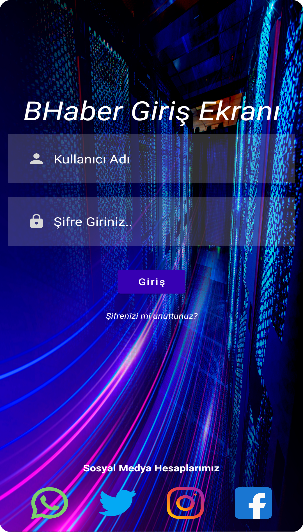 BHaber Giriş Ekranı
Kullanıcı Adı
Şifre Giriniz..
Giriş
Şifrenizi mi unuttunuz?
Sosyal Medya Hesaplarımız